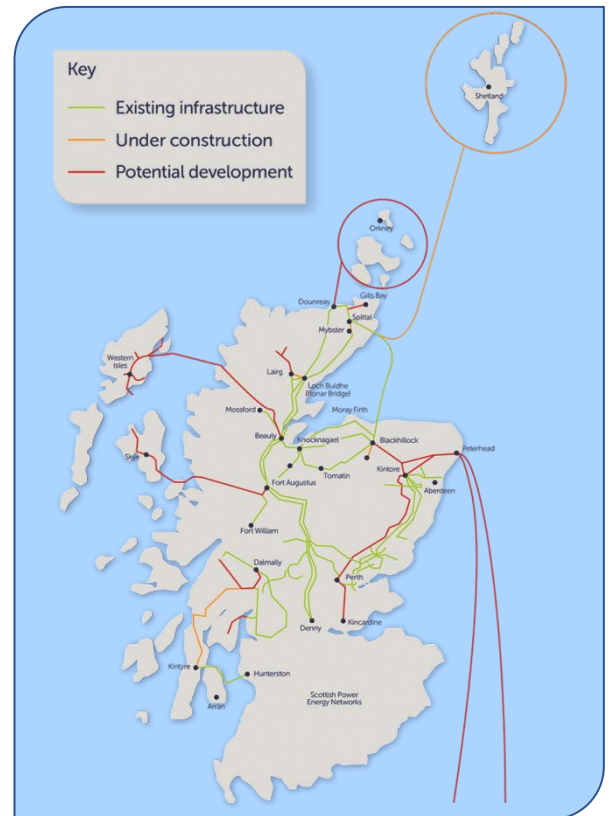 Key
Existing infrastructure
Under construction
Potential development
Shetland
Orkney
Dounreay
Gills Bay
Spittal
Mybster
Western
Isles
Lairg
Loch Buidhe
(Bonar Bridge)
Mossford
Moray Firth
Beauly
Knocknagael
Blackhillock
Peterhead
Skye
Kintore
Tomatin
Fort Augustus
Aberdeen
Fort William
Dalmally
Perth
Denny
Kincardine
Kintyre
Hunterston
Arran
Scottish Power
Energy Networks